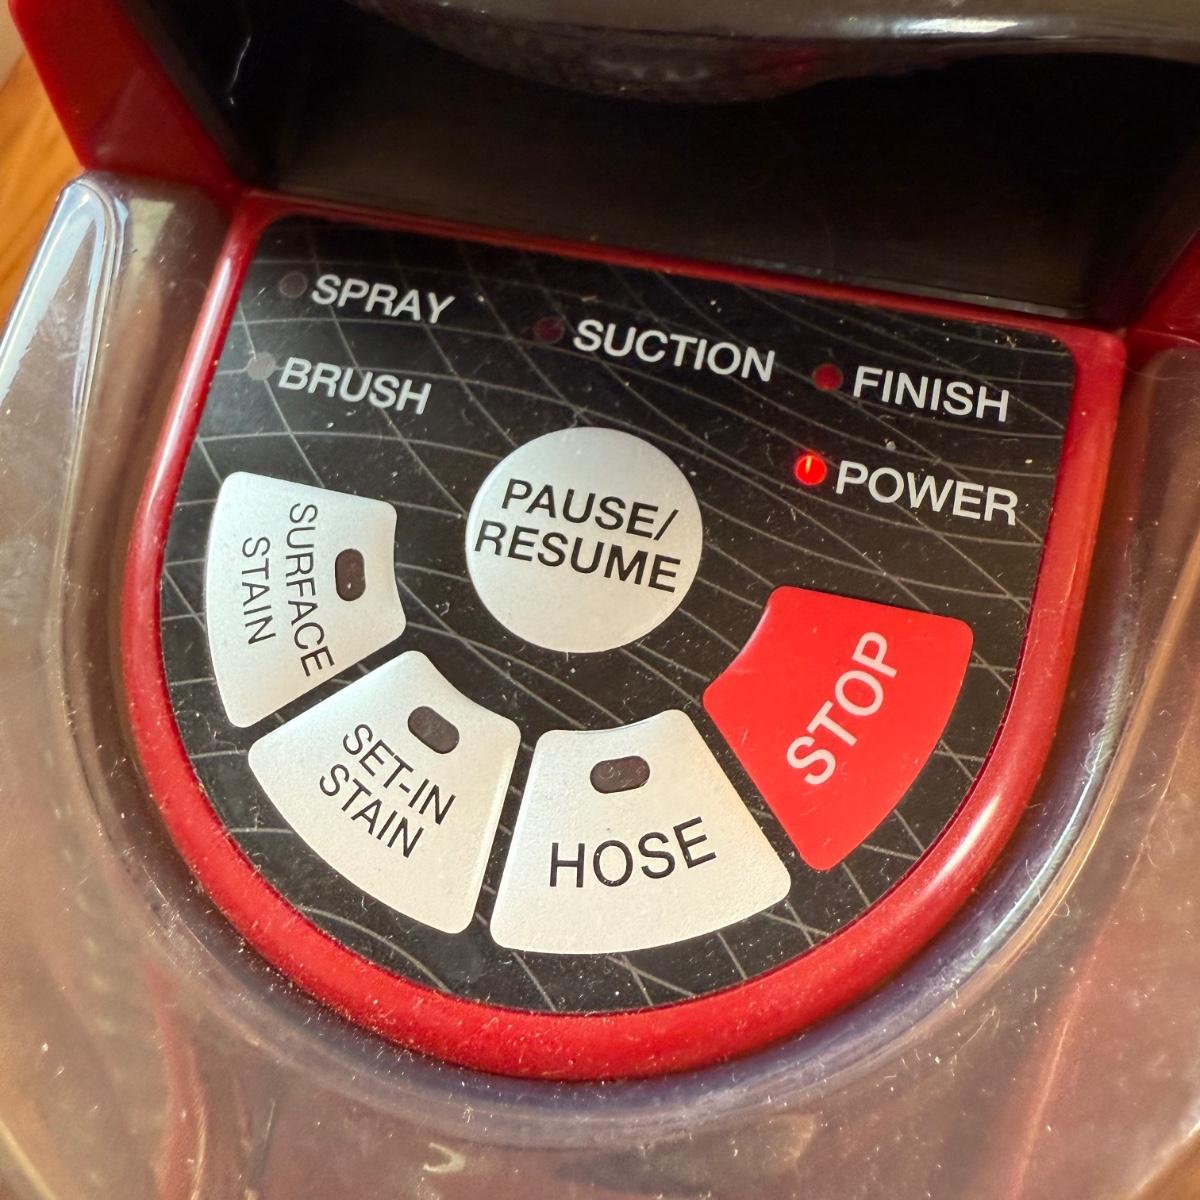 SPRAY
SUCTION
FINISH
BRUSH
POWER
PAUSE/
RESUME
SURFACE
STAIN
SET-IN
STAIN
HOSE
STOP